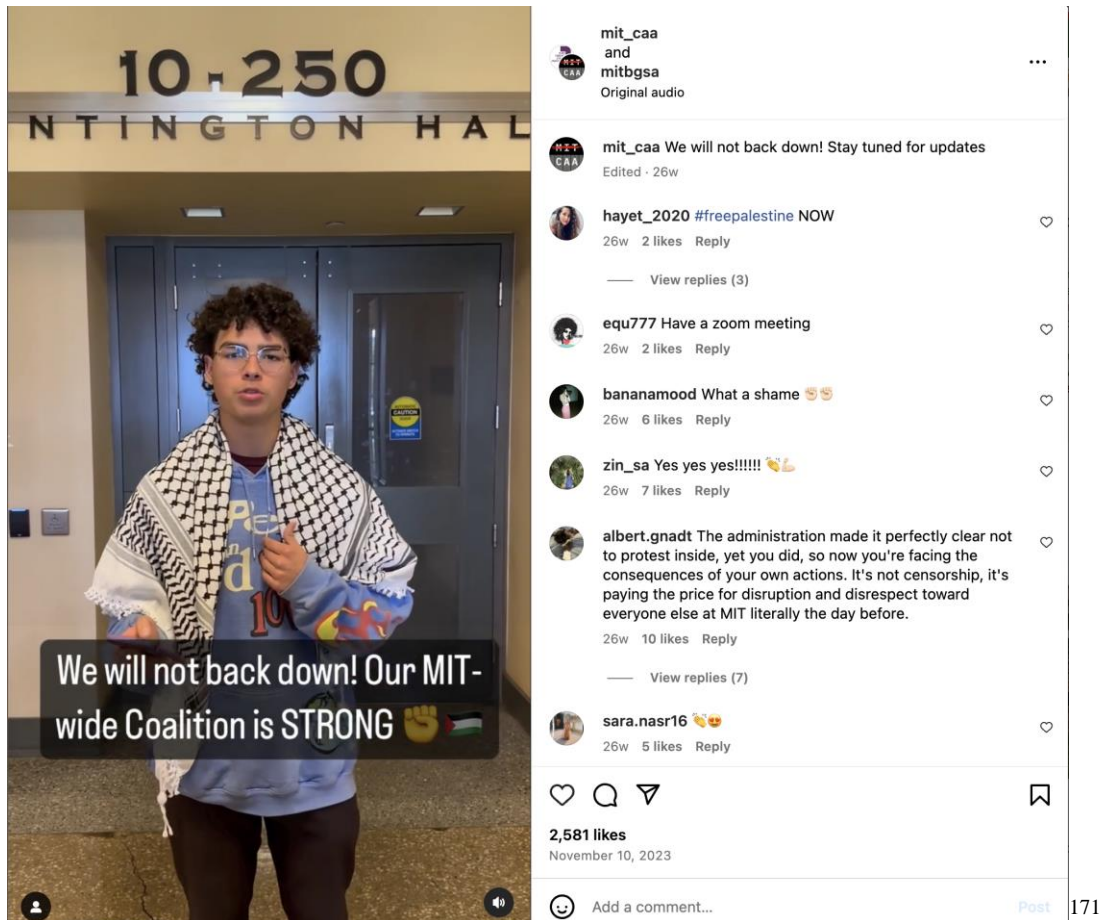 10-250
NTINGTON HAL
CAUTION
We will not back down! Our MIT-
wide Coalition is STRONG ✊🇵🇸
mit_caa
and
mitbgsa
Original audio
MIT
CAA
mit_caa We will not back down! Stay tuned for updates
Edited · 26w
hayet_2020 #freepalestine NOW
26w 2 likes Reply
View replies (3)
equ777 Have a zoom meeting
26w 2 likes Reply
bananamood What a shame ✊🏼✊🏼
26w 6 likes Reply
zin_sa Yes yes yes!!!!!! 👏💪🏼
26w 7 likes Reply
albert.gnadt The administration made it perfectly clear not
to protest inside, yet you did, so now you're facing the
consequences of your own actions. It's not censorship, it's
paying the price for disruption and disrespect toward
everyone else at MIT literally the day before.
26w 10 likes Reply
View replies (7)
sara.nasr16 👏😍
26w 5 likes Reply
2,581 likes
November 10, 2023
Add a comment...
Post
171